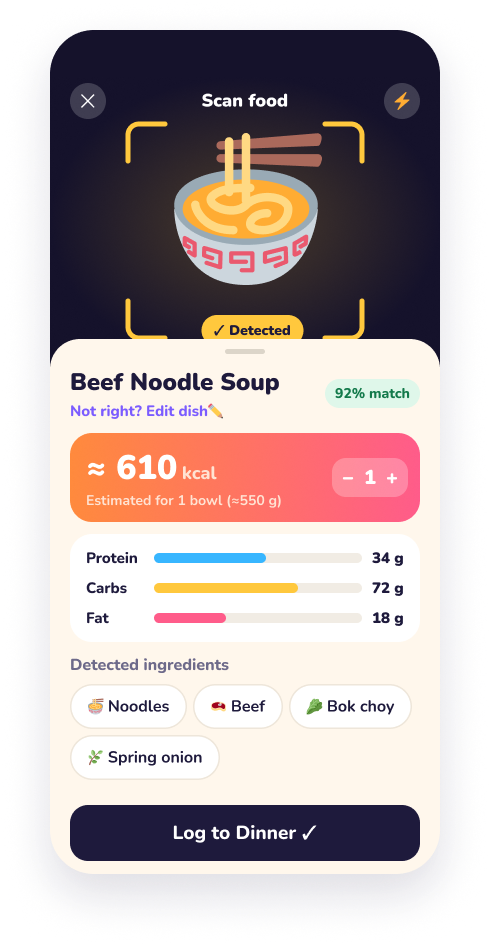 Scan food
✓ Detected
Beef Noodle Soup
92% match
Not right? Edit dish✏️
≈ 610 kcal
− 1 +
Estimated for 1 bowl (≈550 g)
Protein 34 g
Carbs 72 g
Fat 18 g
Detected ingredients
🍜 Noodles
🥩 Beef
🥬 Bok choy
🌿 Spring onion
Log to Dinner ✓